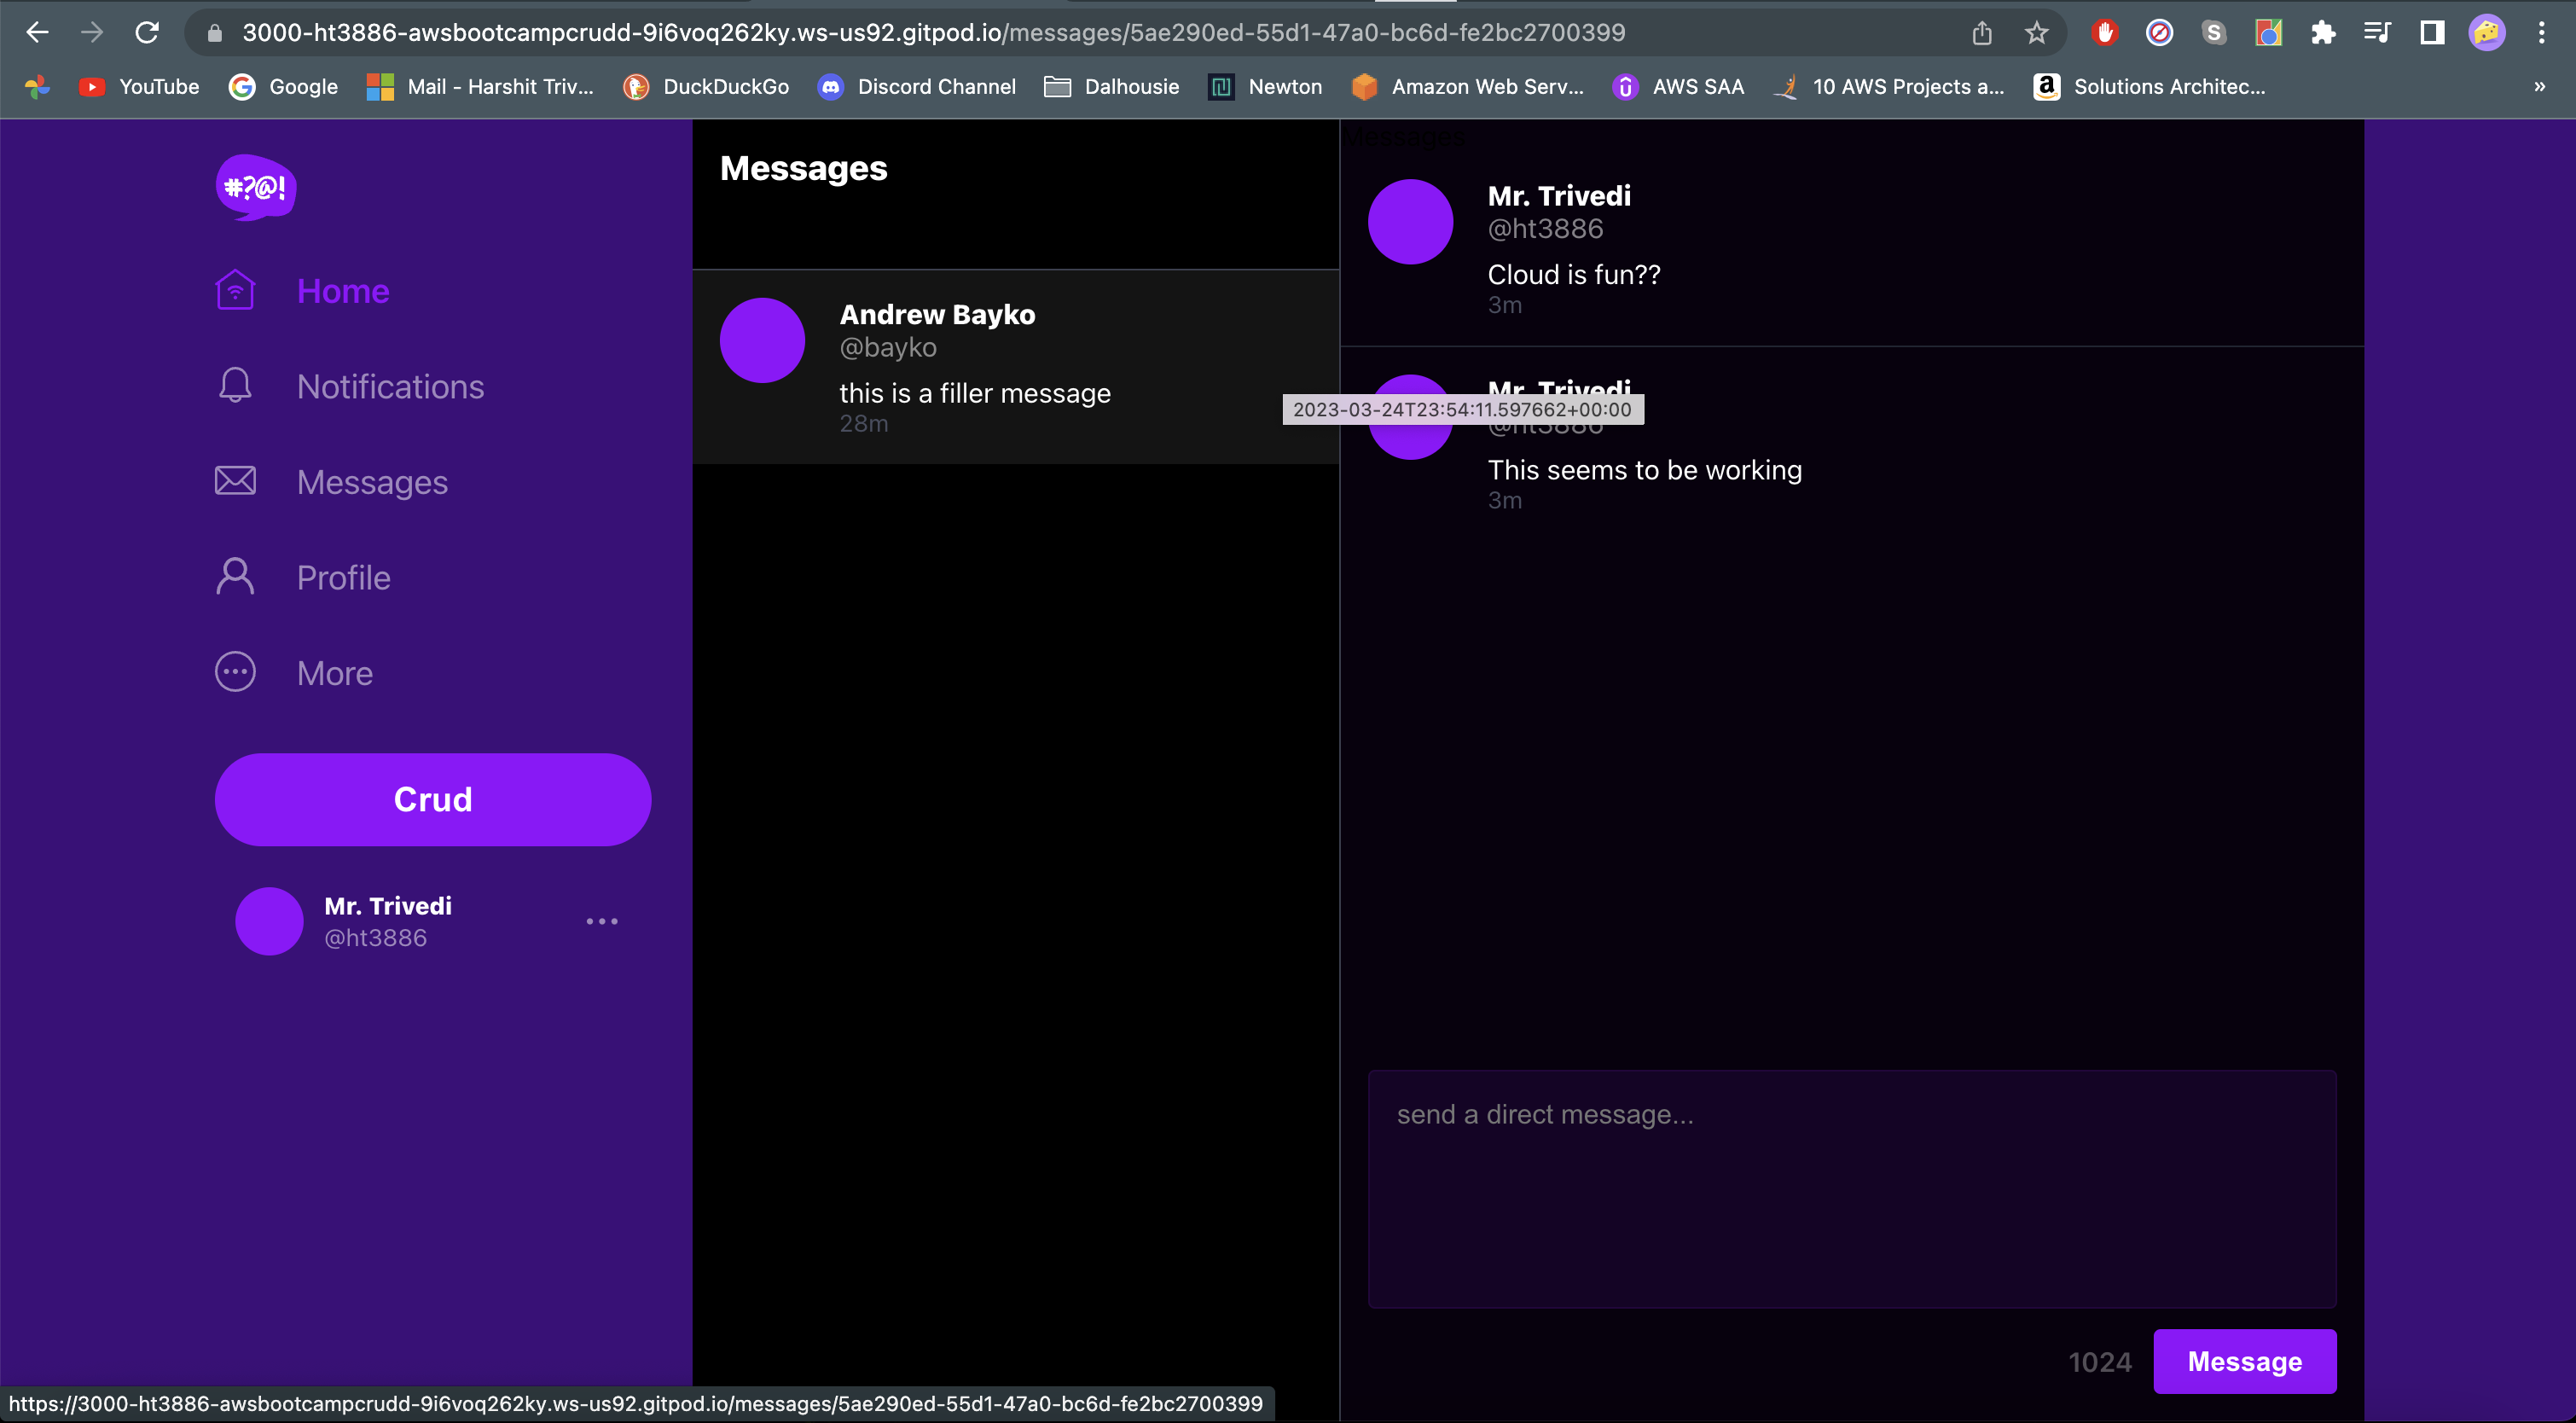 3000-ht3886-awsbootcampcrudd-9i6voq262ky.ws-us92.gitpod.io/messages/5ae290ed-55d1-47a0-bc6d-fe2bc2700399
YouTube Google Mail - Harshit Triv... DuckDuckGo Discord Channel Dalhousie Newton Amazon Web Serv... AWS SAA 10 AWS Projects a... Solutions Architec... »
#?@!
Home
Notifications
Messages
Profile
More
Crud
Mr. Trivedi
@ht3886
Messages
Andrew Bayko
@bayko
this is a filler message
28m
Messages
Mr. Trivedi
@ht3886
Cloud is fun??
3m
Mr. Trivedi
2023-03-24T23:54:11.597662+00:00
@ht3886
This seems to be working
3m
send a direct message...
1024 Message
https://3000-ht3886-awsbootcampcrudd-9i6voq262ky.ws-us92.gitpod.io/messages/5ae290ed-55d1-47a0-bc6d-fe2bc2700399